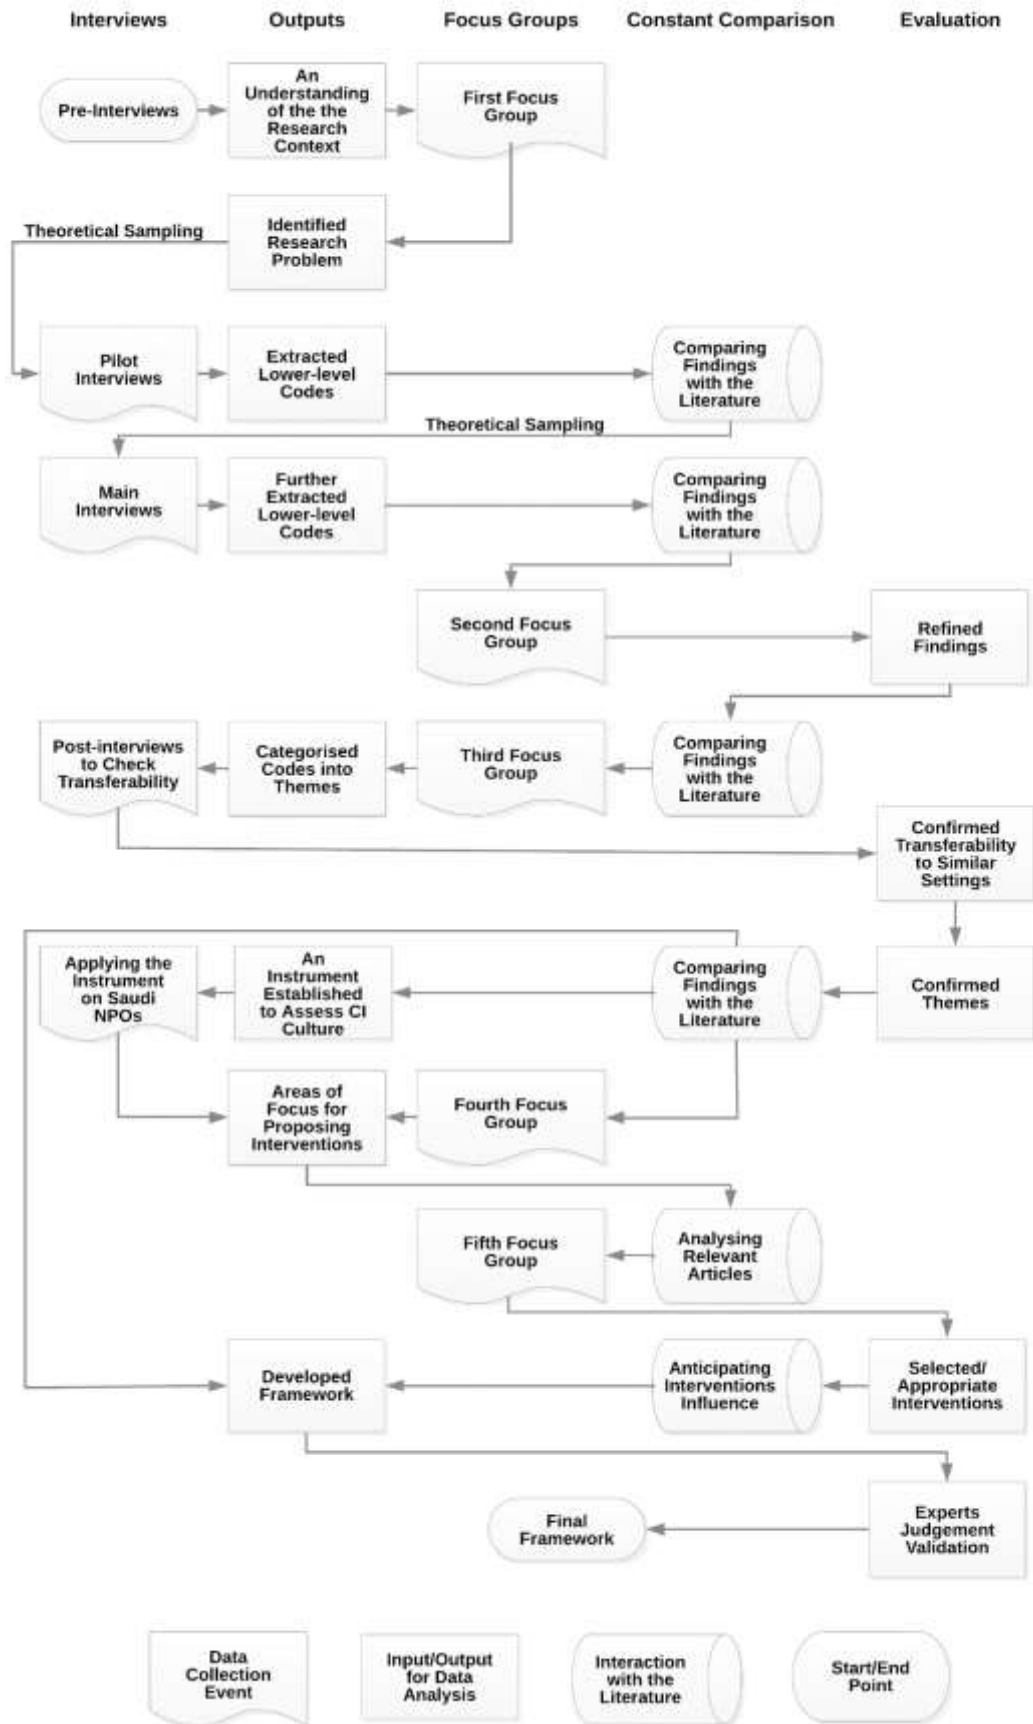 Interviews
Outputs
Focus Groups
Constant Comparison
Evaluation
Pre-Interviews
An
Understanding
of the the
Research
Context
First Focus
Group
Theoretical Sampling
Identified
Research
Problem
Pilot
Interviews
Extracted
Lower-level
Codes
Comparing
Findings
with the
Literature
Theoretical Sampling
Main
Interviews
Further
Extracted
Lower-level
Codes
Comparing
Findings
with the
Literature
Second Focus
Group
Refined
Findings
Post-interviews
to Check
Transferability
Categorised
Codes into
Themes
Third Focus
Group
Comparing
Findings
with the
Literature
Confirmed
Transferability
to Similar
Settings
Applying the
Instrument
on Saudi
NPOs
An
Instrument
Established
to Assess CI
Culture
Comparing
Findings
with the
Literature
Confirmed
Themes
Areas of
Focus for
Proposing
Interventions
Fourth Focus
Group
Fifth Focus
Group
Analysing
Relevant
Articles
Developed
Framework
Anticipating
Interventions
Influence
Selected/
Appropriate
Interventions
Final
Framework
Experts
Judgement
Validation
Data
Collection
Event
Input/Output
for Data
Analysis
Interaction
with the
Literature
Start/End
Point